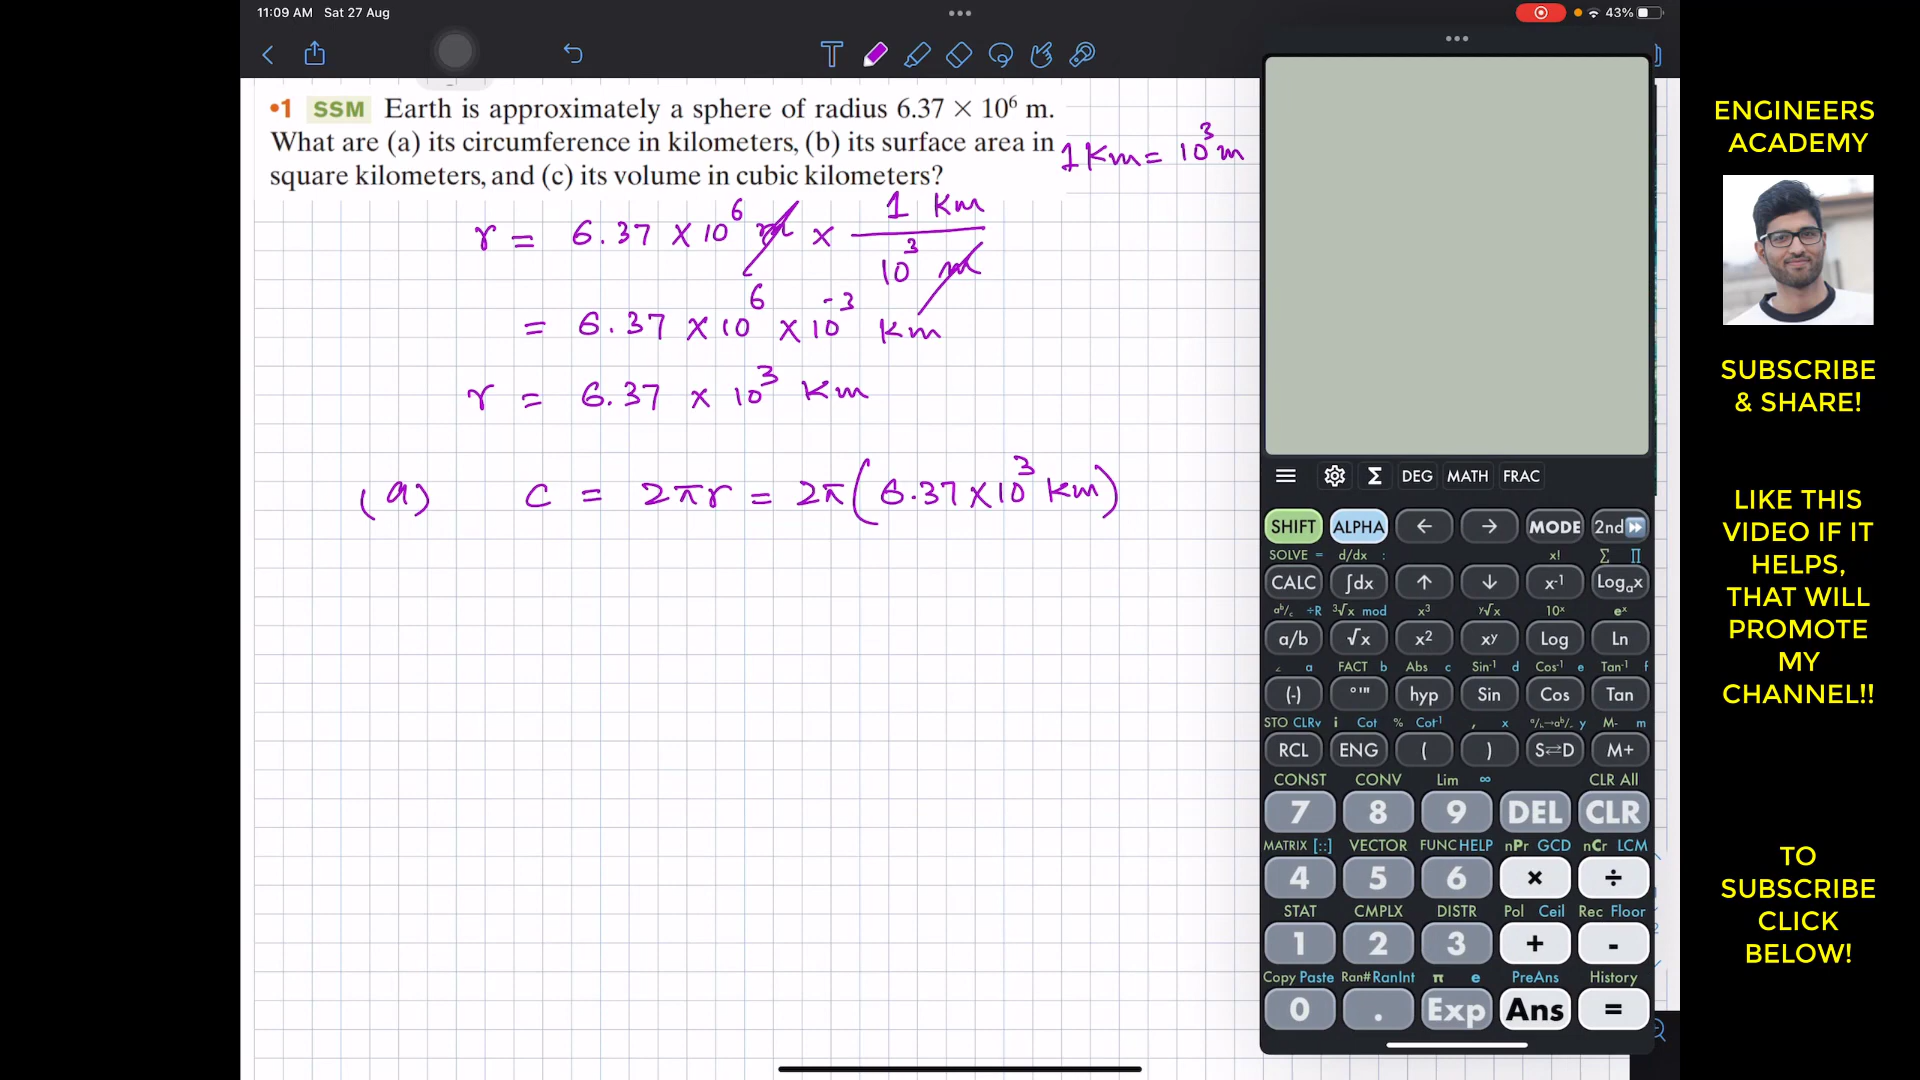 11:09 AM Sat 27 Aug
43%
•1 SSM Earth is approximately a sphere of radius 6.37 × 10⁶ m.
What are (a) its circumference in kilometers, (b) its surface area in
square kilometers, and (c) its volume in cubic kilometers?
1 Km = 10³ m
r = 6.37 × 10⁶ m × 1 Km / 10³ m
= 6.37 × 10⁶ × 10⁻³ Km
r = 6.37 × 10³ Km
(a) C = 2πr = 2π(6.37 × 10³ Km)
DEG MATH FRAC
SHIFT ALPHA ← → MODE 2nd
SOLVE = d/dx : x! Σ ∏
CALC ∫dx ↑ ↓ x⁻¹ Logₐx
aᵇ/c ÷R ³√x mod x³ ʸ√x 10ˣ eˣ
a/b √x x² xʸ Log Ln
∠ a FACT b Abs c Sin⁻¹ d Cos⁻¹ e Tan⁻¹ f
(-) °'" hyp Sin Cos Tan
STO CLRv i Cot % Cot⁻¹ , x y M- m
RCL ENG ( ) S⇄D M+
CONST CONV Lim ∞ CLR All
7 8 9 DEL CLR
MATRIX [::] VECTOR FUNC HELP nPr GCD nCr LCM
4 5 6 × ÷
STAT CMPLX DISTR Pol Ceil Rec Floor
1 2 3 + -
Copy Paste Ran# RanInt π e PreAns History
0 . Exp Ans =
ENGINEERS
ACADEMY
SUBSCRIBE
& SHARE!
LIKE THIS
VIDEO IF IT
HELPS,
THAT WILL
PROMOTE
MY
CHANNEL!!
TO
SUBSCRIBE
CLICK
BELOW!